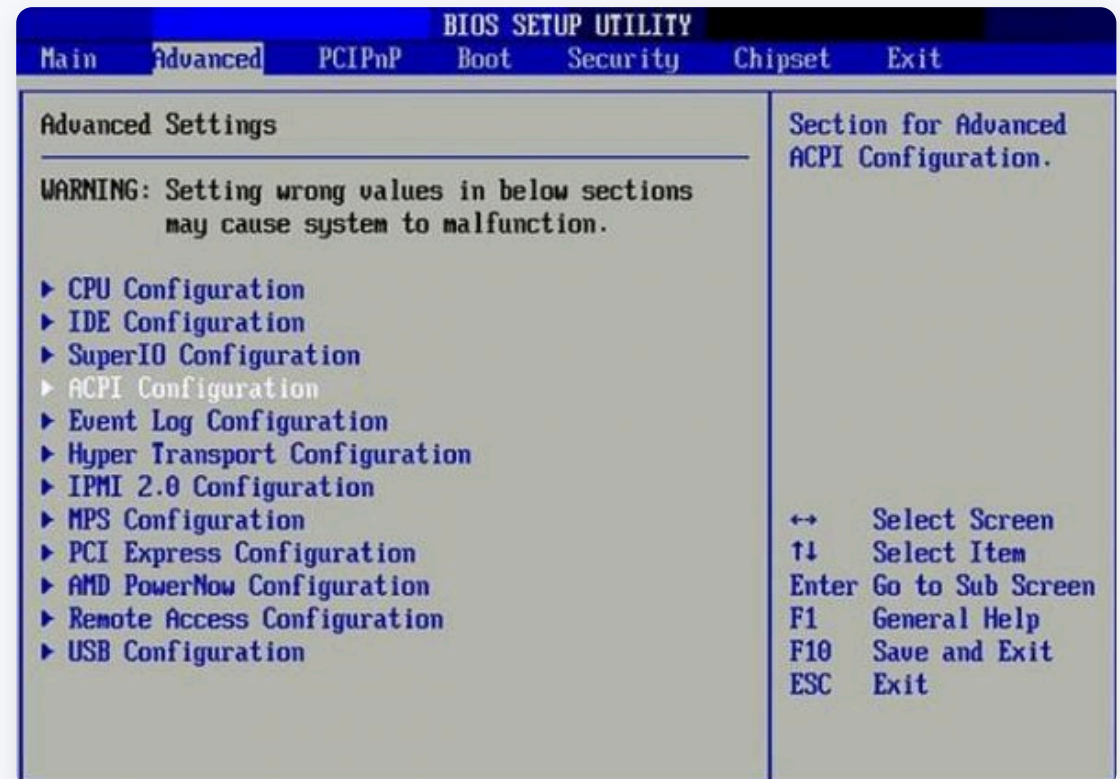 BIOS SETUP UTILITY
Main Advanced PCIPnP Boot Security Chipset Exit
Advanced Settings
WARNING: Setting wrong values in below sections
may cause system to malfunction.
▶ CPU Configuration
▶ IDE Configuration
▶ SuperIO Configuration
▶ ACPI Configuration
▶ Event Log Configuration
▶ Hyper Transport Configuration
▶ IPMI 2.0 Configuration
▶ MPS Configuration
▶ PCI Express Configuration
▶ AMD PowerNow Configuration
▶ Remote Access Configuration
▶ USB Configuration
Section for Advanced
ACPI Configuration.
↔ Select Screen
↑↓ Select Item
Enter Go to Sub Screen
F1 General Help
F10 Save and Exit
ESC Exit